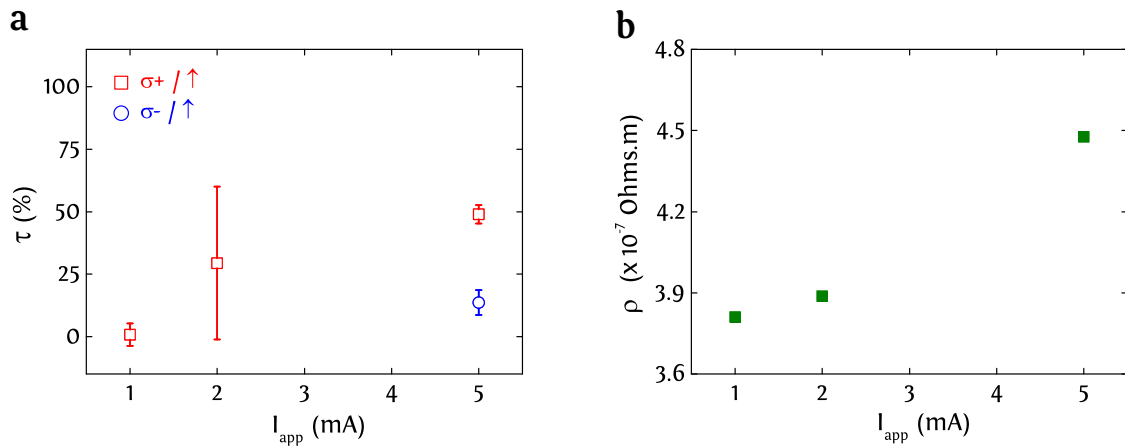 a
100
75
50
25
0
τ (%)
σ+ / ↑
σ- / ↑
1 2 3 4 5
I_app (mA)
b
4.8
4.5
4.2
3.9
3.6
ρ (x 10⁻⁷ Ohms.m)
1 2 3 4 5
I_app (mA)